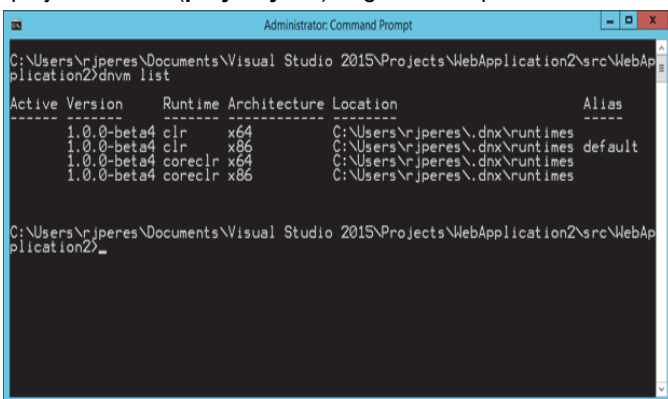 Administrator: Command Prompt
C:\Users\rjperes\Documents\Visual Studio 2015\Projects\WebApplication2\src\WebAp
plication2>dnvm list
Active Version Runtime Architecture Location Alias
------ ------- ------- ------------ -------- -----
1.0.0-beta4 clr x64 C:\Users\rjperes\.dnx\runtimes
1.0.0-beta4 clr x86 C:\Users\rjperes\.dnx\runtimes default
1.0.0-beta4 coreclr x64 C:\Users\rjperes\.dnx\runtimes
1.0.0-beta4 coreclr x86 C:\Users\rjperes\.dnx\runtimes
C:\Users\rjperes\Documents\Visual Studio 2015\Projects\WebApplication2\src\WebAp
plication2>_